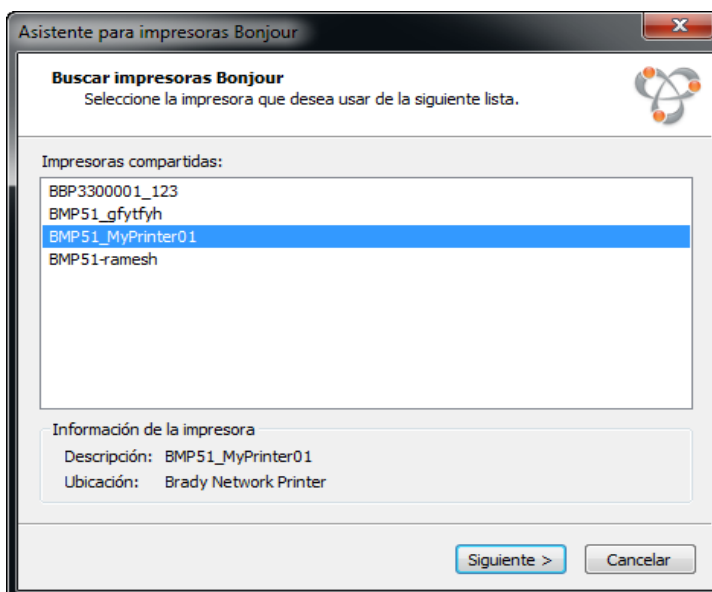 Asistente para impresoras Bonjour
Buscar impresoras Bonjour
Seleccione la impresora que desea usar de la siguiente lista.
Impresoras compartidas:
BBP3300001_123
BMP51_gfytfyh
BMP51_MyPrinter01
BMP51-ramesh
Información de la impresora
Descripción: BMP51_MyPrinter01
Ubicación: Brady Network Printer
Siguiente > Cancelar